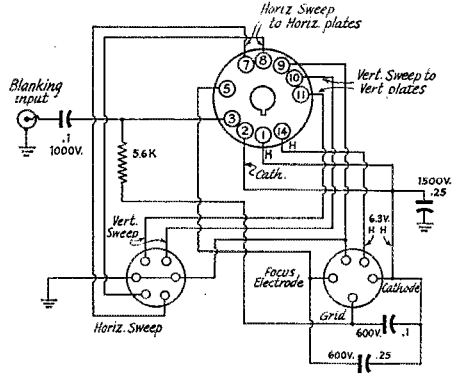 Horiz Sweep
to Horiz. plates
7
8
9
10
11
5
3
2
1
14
Vert. Sweep to
Vert plates
Blanking
input
.1
1000V.
5.6K
H
H
Cath.
1500V.
.25
Vert.
Sweep
6.3V.
H
H
Focus
Electrode
Cathode
Grid
Horiz. Sweep
600V.
.1
600V.
.25